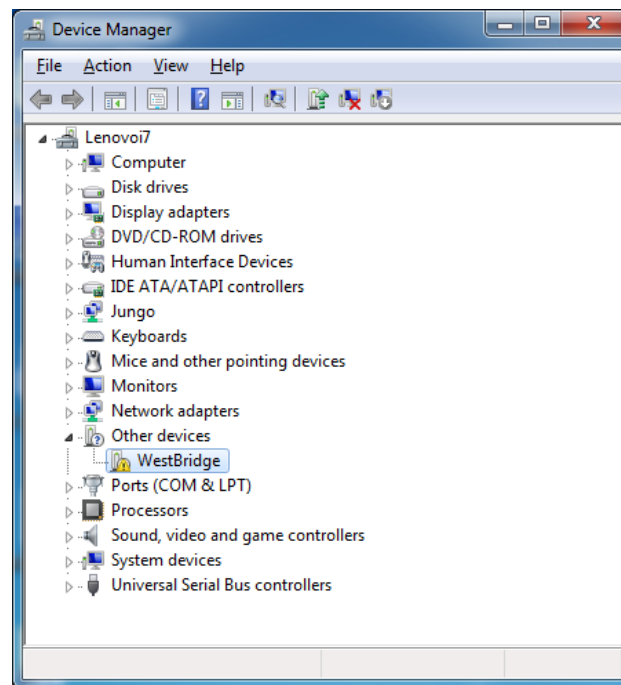 Device Manager
File Action View Help
Lenovoi7
Computer
Disk drives
Display adapters
DVD/CD-ROM drives
Human Interface Devices
IDE ATA/ATAPI controllers
Jungo
Keyboards
Mice and other pointing devices
Monitors
Network adapters
Other devices
WestBridge
Ports (COM & LPT)
Processors
Sound, video and game controllers
System devices
Universal Serial Bus controllers